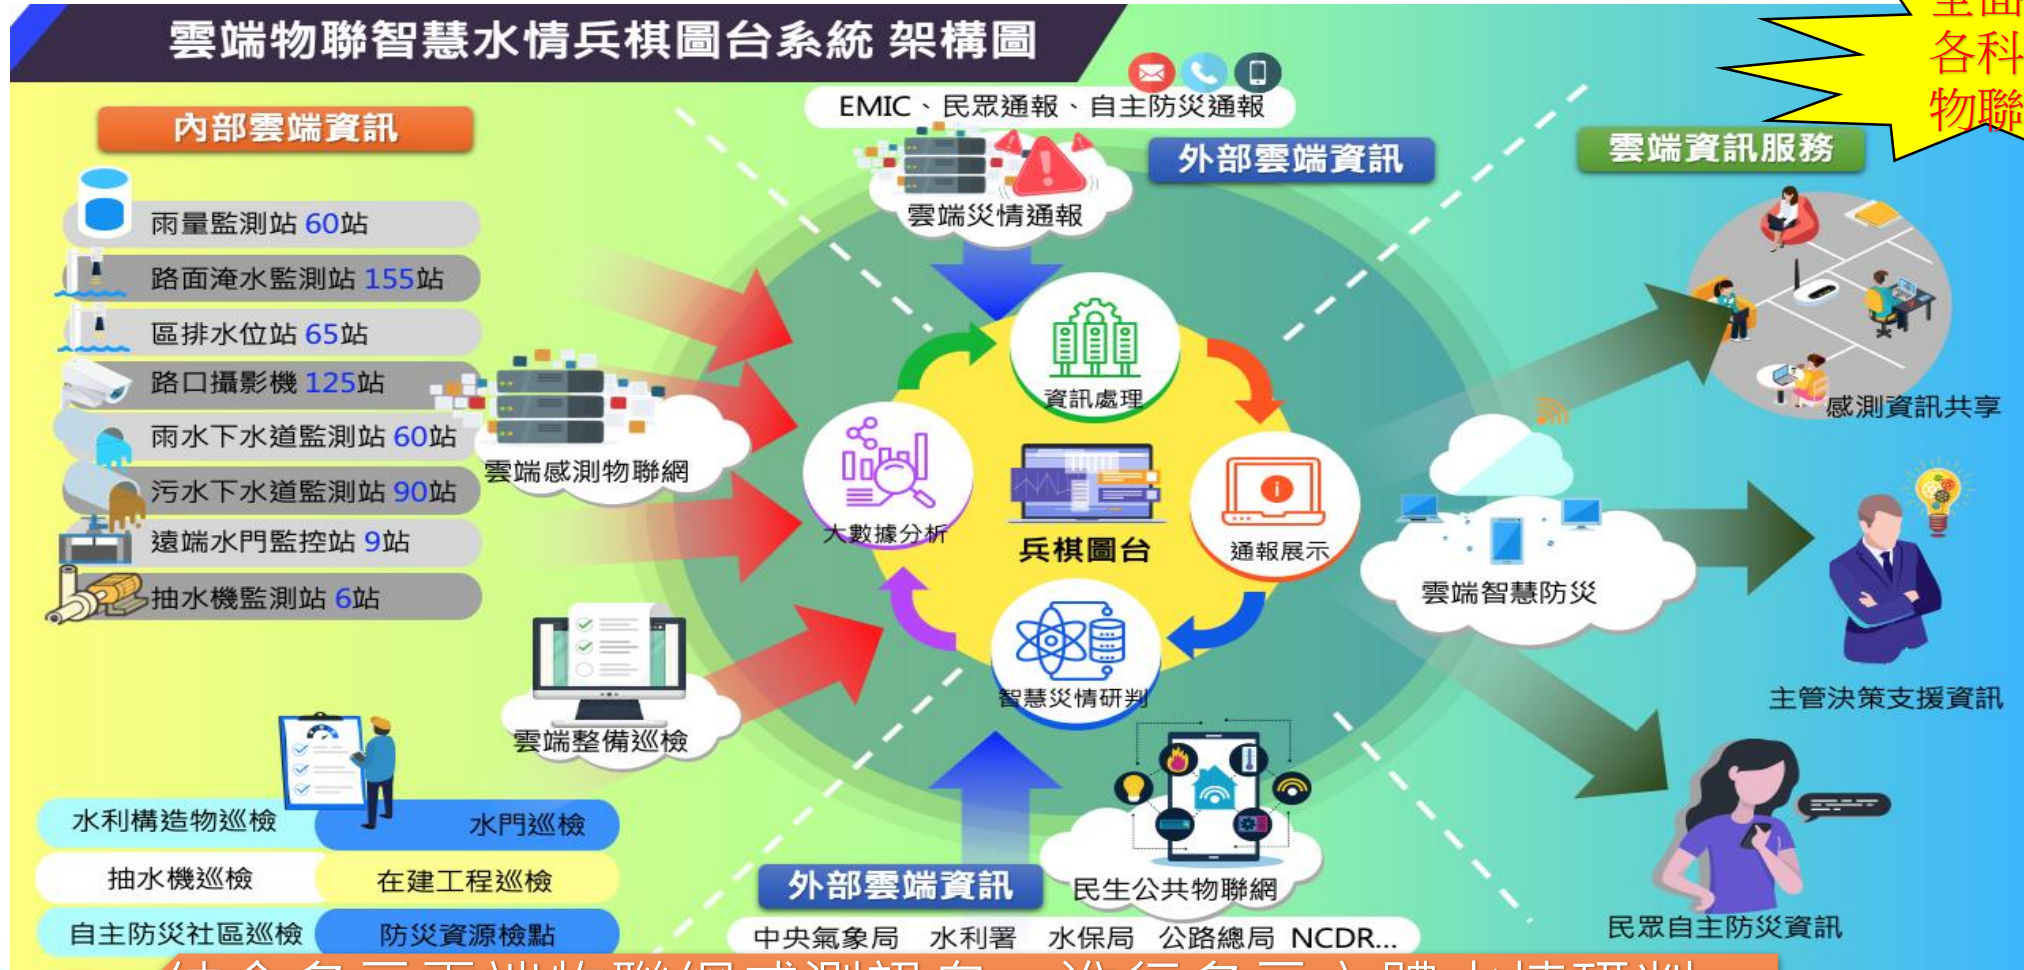 雲端物聯智慧水情兵棋圖台系統 架構圖
各科
物聯
EMIC、民眾通報、自主防災通報
內部雲端資訊
外部雲端資訊
雲端資訊服務
雲端災情通報
雨量監測站 60站
路面淹水監測站 155站
區排水位站 65站
路口攝影機 125站
雨水下水道監測站 60站
污水下水道監測站 90站
遠端水門監控站 9站
抽水機監測站 6站
雲端感測物聯網
雲端整備巡檢
資訊處理
大數據分析
兵棋圖台
通報展示
智慧災情研判
雲端智慧防災
感測資訊共享
主管決策支援資訊
民眾自主防災資訊
水利構造物巡檢
水門巡檢
抽水機巡檢
在建工程巡檢
自主防災社區巡檢
防災資源檢點
外部雲端資訊
民生公共物聯網
中央氣象局 水利署 水保局 公路總局 NCDR...